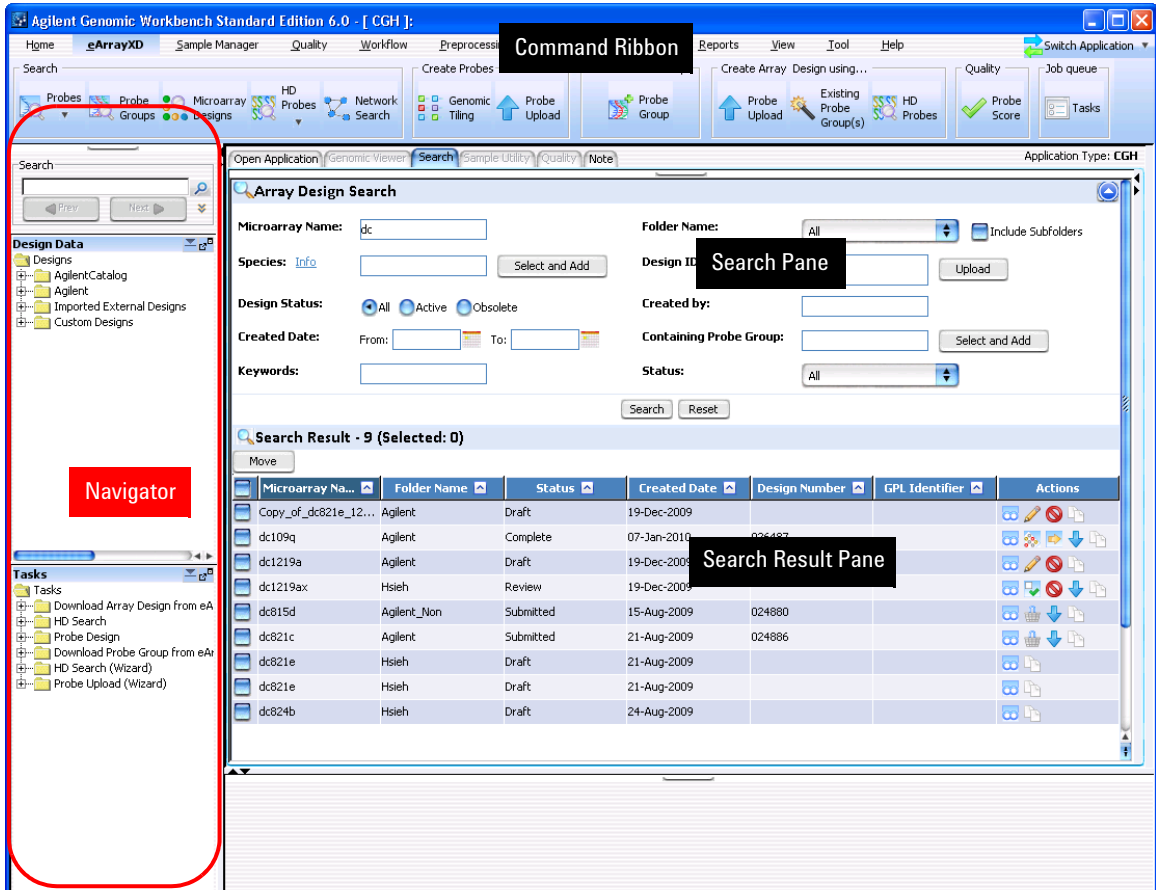 Agilent Genomic Workbench Standard Edition 6.0 - [ CGH ]:
Home eArrayXD Sample Manager Quality Workflow Preprocessi Command Ribbon Reports View Tool Help Switch Application
Search Create Probes Create Array Design using... Quality Job queue
Probes Probe Groups Microarray Designs HD Probes Network Search Genomic Tiling Probe Upload Probe Group Probe Upload Existing Probe Group(s) HD Probes Probe Score Tasks
Open Application Genomic Viewer Search Sample Utility Quality Note Application Type: CGH
Search
Prev Next
Design Data
Designs
AgilentCatalog
Agilent
Imported External Designs
Custom Designs
Navigator
Tasks
Tasks
Download Array Design from eA
HD Search
Probe Design
Download Probe Group from eAr
HD Search (Wizard)
Probe Upload (Wizard)
Array Design Search
Microarray Name: dc Folder Name: All Include Subfolders
Species: Info Select and Add Design ID Search Pane Upload
Design Status: All Active Obsolete Created by:
Created Date: From: To: Containing Probe Group: Select and Add
Keywords: Status: All
Search Reset
Search Result - 9 (Selected: 0)
Move
Microarray Na... Folder Name Status Created Date Design Number GPL Identifier Actions
Copy_of_dc821e_12... Agilent Draft 19-Dec-2009
dc109q Agilent Complete 07-Jan-2010
Search Result Pane
dc1219a Agilent Draft 19-Dec-2009
dc1219ax Hsieh Review 19-Dec-2009
dc815d Agilent_Non Submitted 15-Aug-2009 024880
dc821c Agilent Submitted 21-Aug-2009 024886
dc821e Hsieh Draft 21-Aug-2009
dc821e Hsieh Draft 21-Aug-2009
dc824b Hsieh Draft 24-Aug-2009